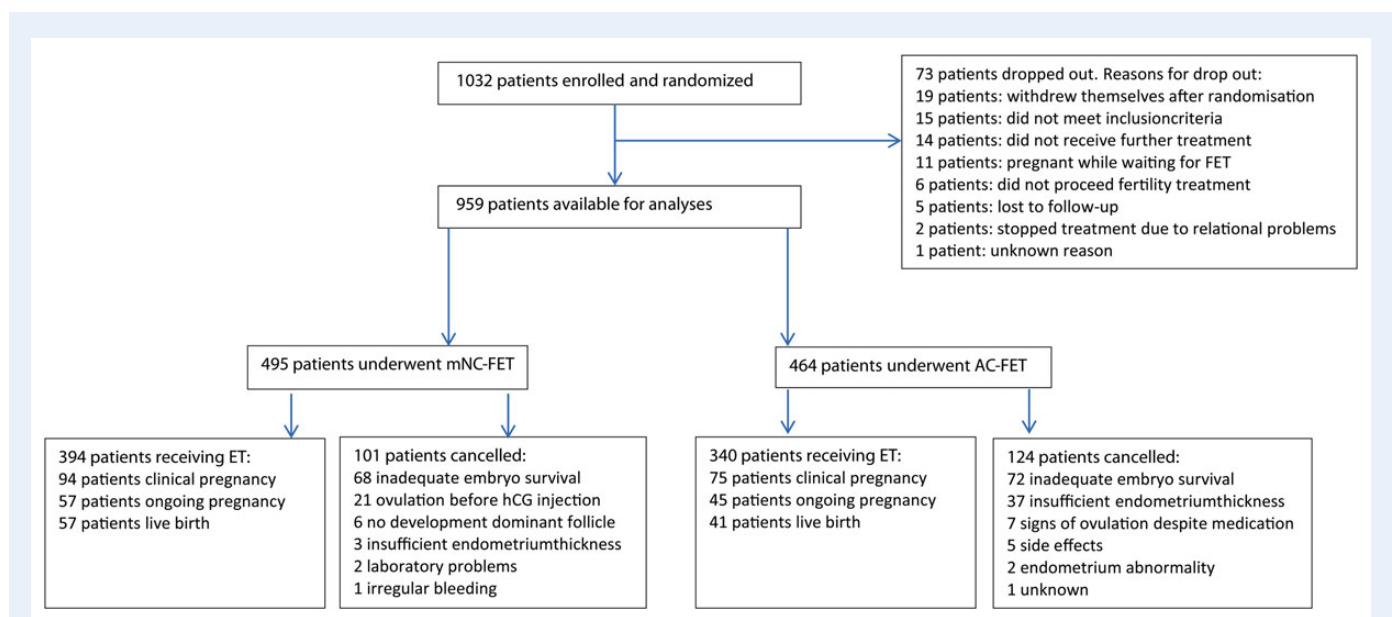 1032 patients enrolled and randomized
73 patients dropped out. Reasons for drop out:
19 patients: withdrew themselves after randomisation
15 patients: did not meet inclusioncriteria
14 patients: did not receive further treatment
11 patients: pregnant while waiting for FET
6 patients: did not proceed fertility treatment
5 patients: lost to follow-up
2 patients: stopped treatment due to relational problems
1 patient: unknown reason
959 patients available for analyses
495 patients underwent mNC-FET
464 patients underwent AC-FET
394 patients receiving ET:
94 patients clinical pregnancy
57 patients ongoing pregnancy
57 patients live birth
101 patients cancelled:
68 inadequate embryo survival
21 ovulation before hCG injection
6 no development dominant follicle
3 insufficient endometriumthickness
2 laboratory problems
1 irregular bleeding
340 patients receiving ET:
75 patients clinical pregnancy
45 patients ongoing pregnancy
41 patients live birth
124 patients cancelled:
72 inadequate embryo survival
37 insufficient endometriumthickness
7 signs of ovulation despite medication
5 side effects
2 endometrium abnormality
1 unknown